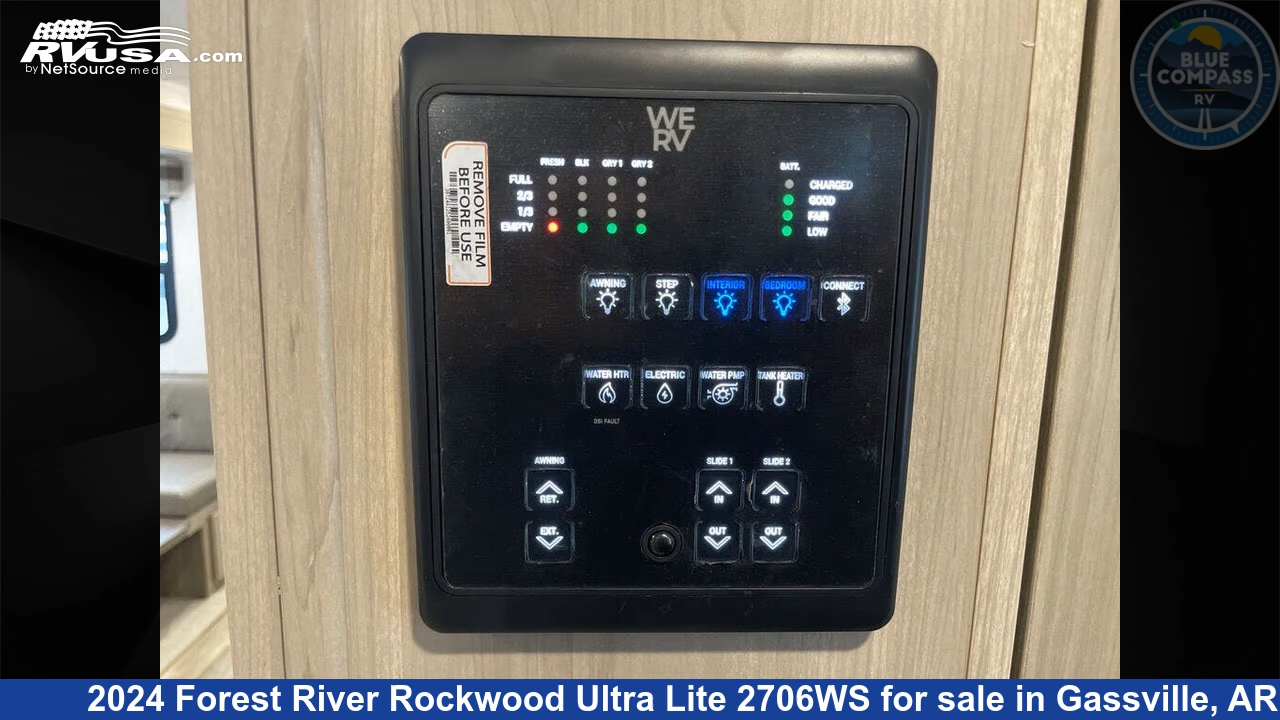 RVUSA.com
by NetSource media
BLUE
COMPASS
RV
WE
RV
REMOVE FILM
BEFORE USE
FRESH BLK GRY 1 GRY 2
FULL
2/3
1/3
EMPTY
BATT.
CHARGED
GOOD
FAIR
LOW
AWNING STEP INTERIOR BEDROOM CONNECT
WATER HTR ELECTRIC WATER PMP TANK HEATER
DSI FAULT
AWNING SLIDE 1 SLIDE 2
RET. IN IN
EXT. OUT OUT
2024 Forest River Rockwood Ultra Lite 2706WS for sale in Gassville, AR